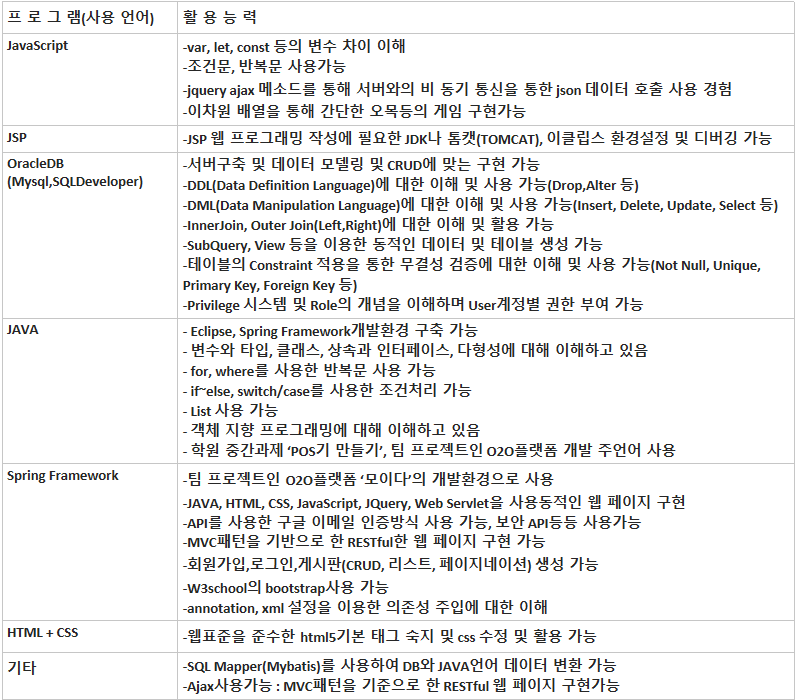 프 로 그 램(사용 언어) 활 용 능 력
JavaScript
-var, let, const 등의 변수 차이 이해
-조건문, 반복문 사용가능
-jquery ajax 메소드를 통해 서버와의 비 동기 통신을 통한 json 데이터 호출 사용 경험
-이차원 배열을 통해 간단한 오목등의 게임 구현가능
JSP
-JSP 웹 프로그래밍 작성에 필요한 JDK나 톰캣(TOMCAT), 이클립스 환경설정 및 디버깅 가능
OracleDB
(Mysql,SQLDeveloper)
-서버구축 및 데이터 모델링 및 CRUD에 맞는 구현 가능
-DDL(Data Definition Language)에 대한 이해 및 사용 가능(Drop,Alter 등)
-DML(Data Manipulation Language)에 대한 이해 및 사용 가능(Insert, Delete, Update, Select 등)
-InnerJoin, Outer Join(Left,Right)에 대한 이해 및 활용 가능
-SubQuery, View 등을 이용한 동적인 데이터 및 테이블 생성 가능
-테이블의 Constraint 적용을 통한 무결성 검증에 대한 이해 및 사용 가능(Not Null, Unique,
Primary Key, Foreign Key 등)
-Privilege 시스템 및 Role의 개념을 이해하며 User계정별 권한 부여 가능
JAVA
- Eclipse, Spring Framework개발환경 구축 가능
- 변수와 타입, 클래스, 상속과 인터페이스, 다형성에 대해 이해하고 있음
- for, where를 사용한 반복문 사용 가능
- if~else, switch/case를 사용한 조건처리 가능
- List 사용 가능
- 객체 지향 프로그래밍에 대해 이해하고 있음
- 학원 중간과제 ‘POS기 만들기’, 팀 프로젝트인 O2O플랫폼 개발 주언어 사용
Spring Framework
-팀 프로젝트인 O2O플랫폼 ‘모이다’의 개발환경으로 사용
-JAVA, HTML, CSS, JavaScript, JQuery, Web Servlet을 사용동적인 웹 페이지 구현
-API를 사용한 구글 이메일 인증방식 사용 가능, 보안 API등등 사용가능
-MVC패턴을 기반으로 한 RESTful한 웹 페이지 구현 가능
-회원가입,로그인,게시판(CRUD, 리스트, 페이지네이션) 생성 가능
-W3school의 bootstrap사용 가능
-annotation, xml 설정을 이용한 의존성 주입에 대한 이해
HTML + CSS
-웹표준을 준수한 html5기본 태그 숙지 및 css 수정 및 활용 가능
기타
-SQL Mapper(Mybatis)를 사용하여 DB와 JAVA언어 데이터 변환 가능
-Ajax사용가능 : MVC패턴을 기준으로 한 RESTful 웹 페이지 구현가능